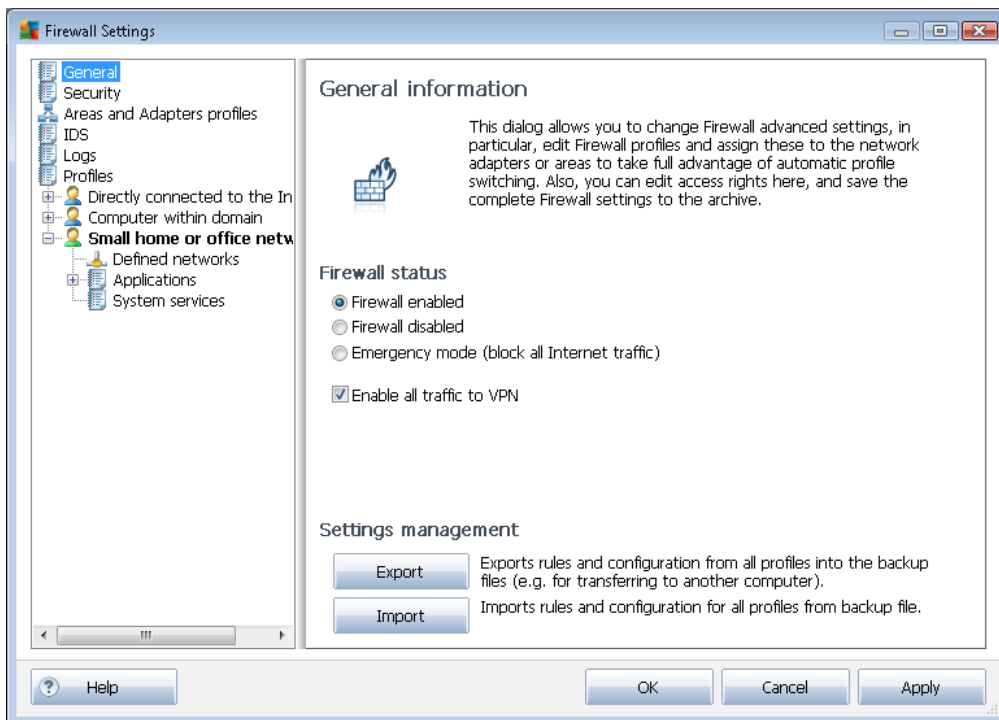 Firewall Settings
General
Security
Areas and Adapters profiles
IDS
Logs
Profiles
Directly connected to the In
Computer within domain
Small home or office netw
Defined networks
Applications
System services
General information
This dialog allows you to change Firewall advanced settings, in
particular, edit Firewall profiles and assign these to the network
adapters or areas to take full advantage of automatic profile
switching. Also, you can edit access rights here, and save the
complete Firewall settings to the archive.
Firewall status
Firewall enabled
Firewall disabled
Emergency mode (block all Internet traffic)
Enable all traffic to VPN
Settings management
Export
Exports rules and configuration from all profiles into the backup
files (e.g. for transferring to another computer).
Import
Imports rules and configuration for all profiles from backup file.
? Help
OK
Cancel
Apply